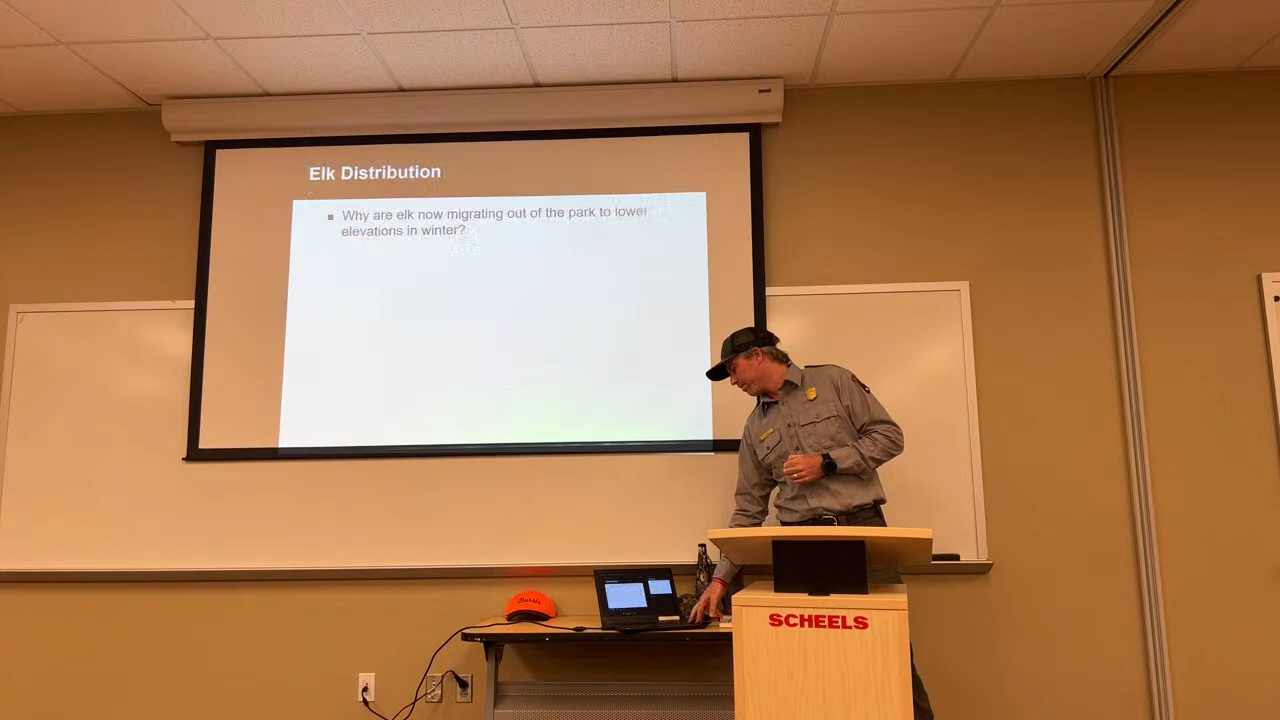 Elk Distribution
Why are elk now migrating out of the park to lower
elevations in winter?
SCHEELS